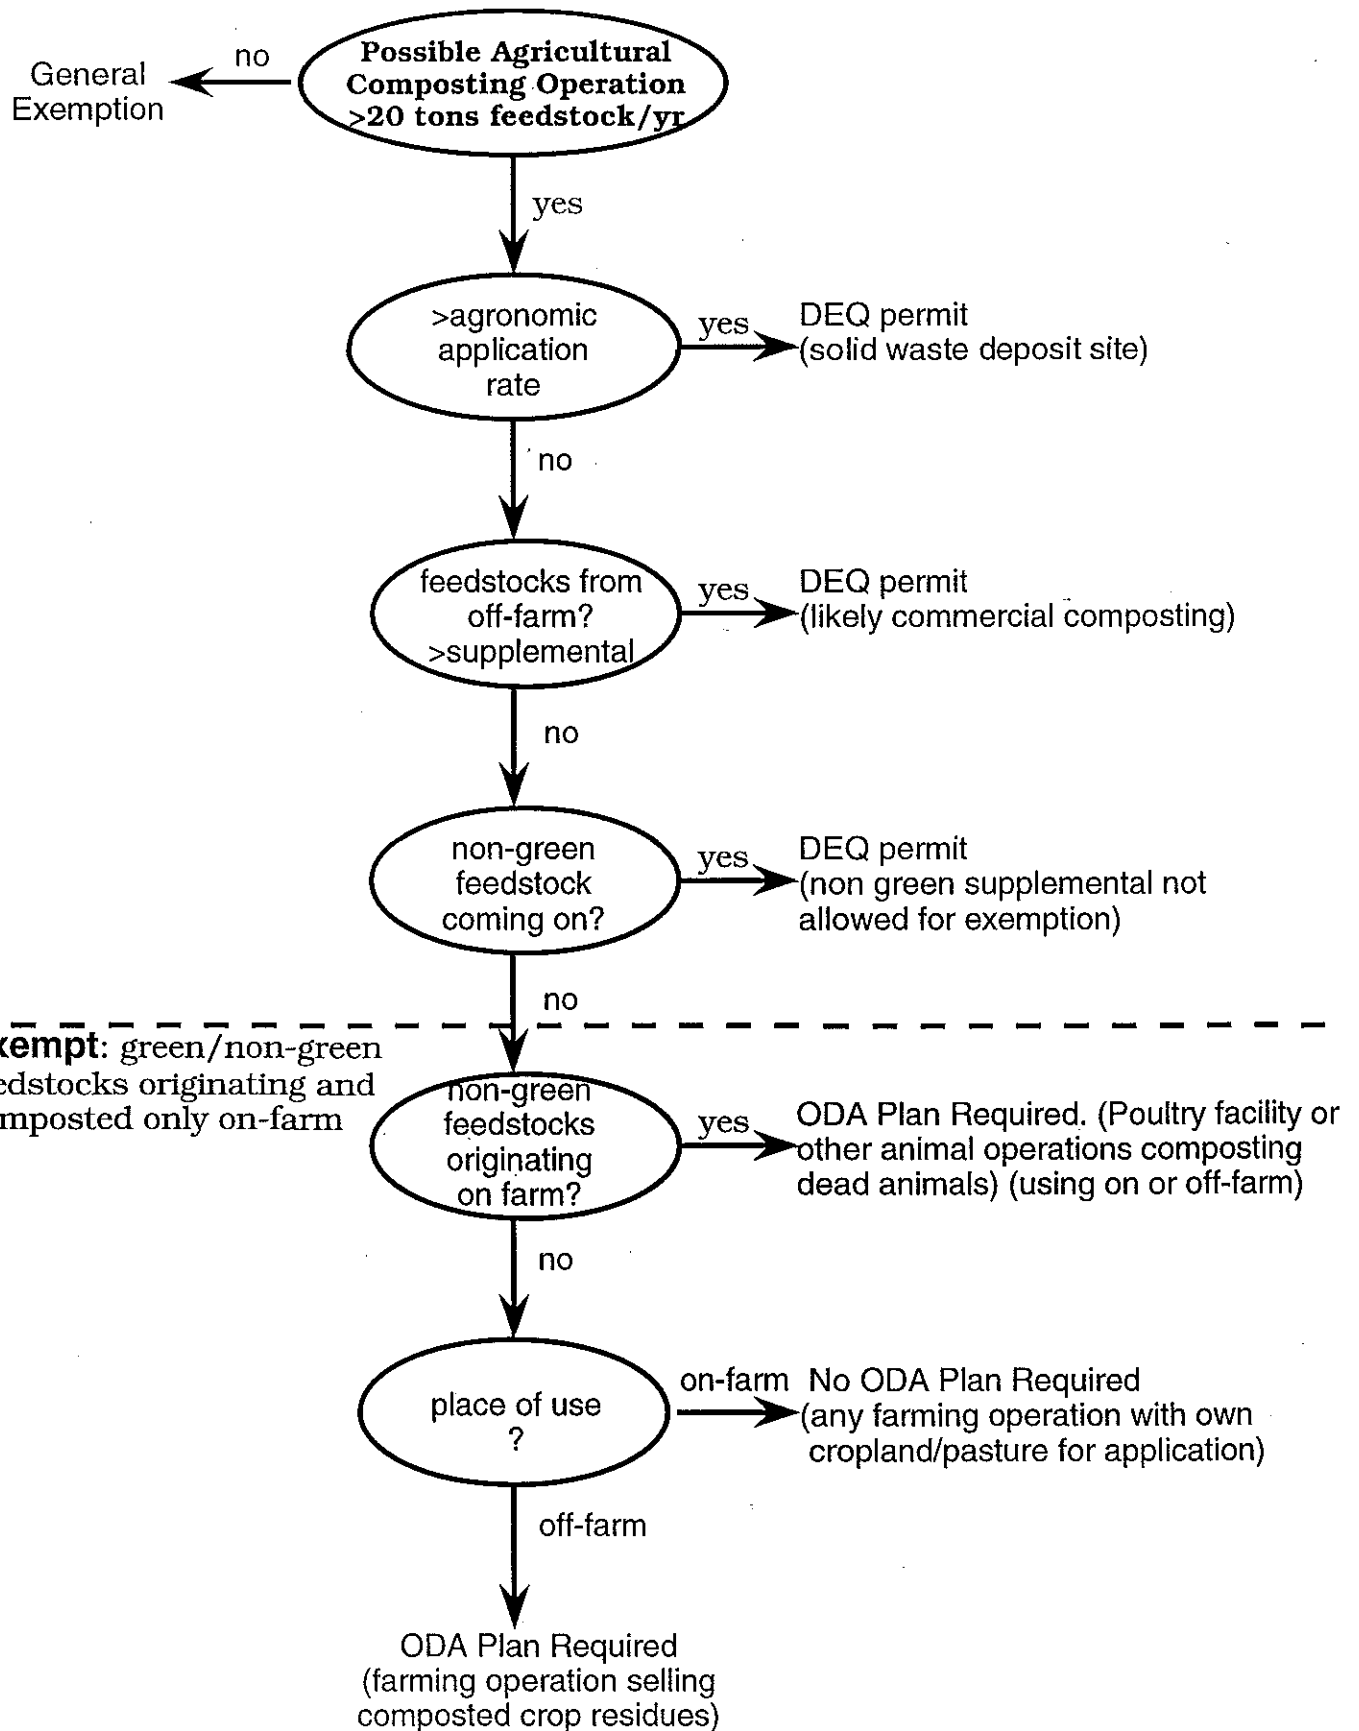 no
General
Exemption
Possible Agricultural
Composting Operation
>20 tons feedstock/yr
yes
>agronomic
application
rate
yes
DEQ permit
(solid waste deposit site)
no
feedstocks from
off-farm?
>supplemental
yes
DEQ permit
(likely commercial composting)
no
non-green
feedstock
coming on?
yes
DEQ permit
(non green supplemental not
allowed for exemption)
no
xempt: green/non-green
edstocks originating and
mposted only on-farm
non-green
feedstocks
originating
on farm?
yes
ODA Plan Required. (Poultry facility or
other animal operations composting
dead animals) (using on or off-farm)
no
place of use
?
on-farm
No ODA Plan Required
(any farming operation with own
cropland/pasture for application)
off-farm
ODA Plan Required
(farming operation selling
composted crop residues)